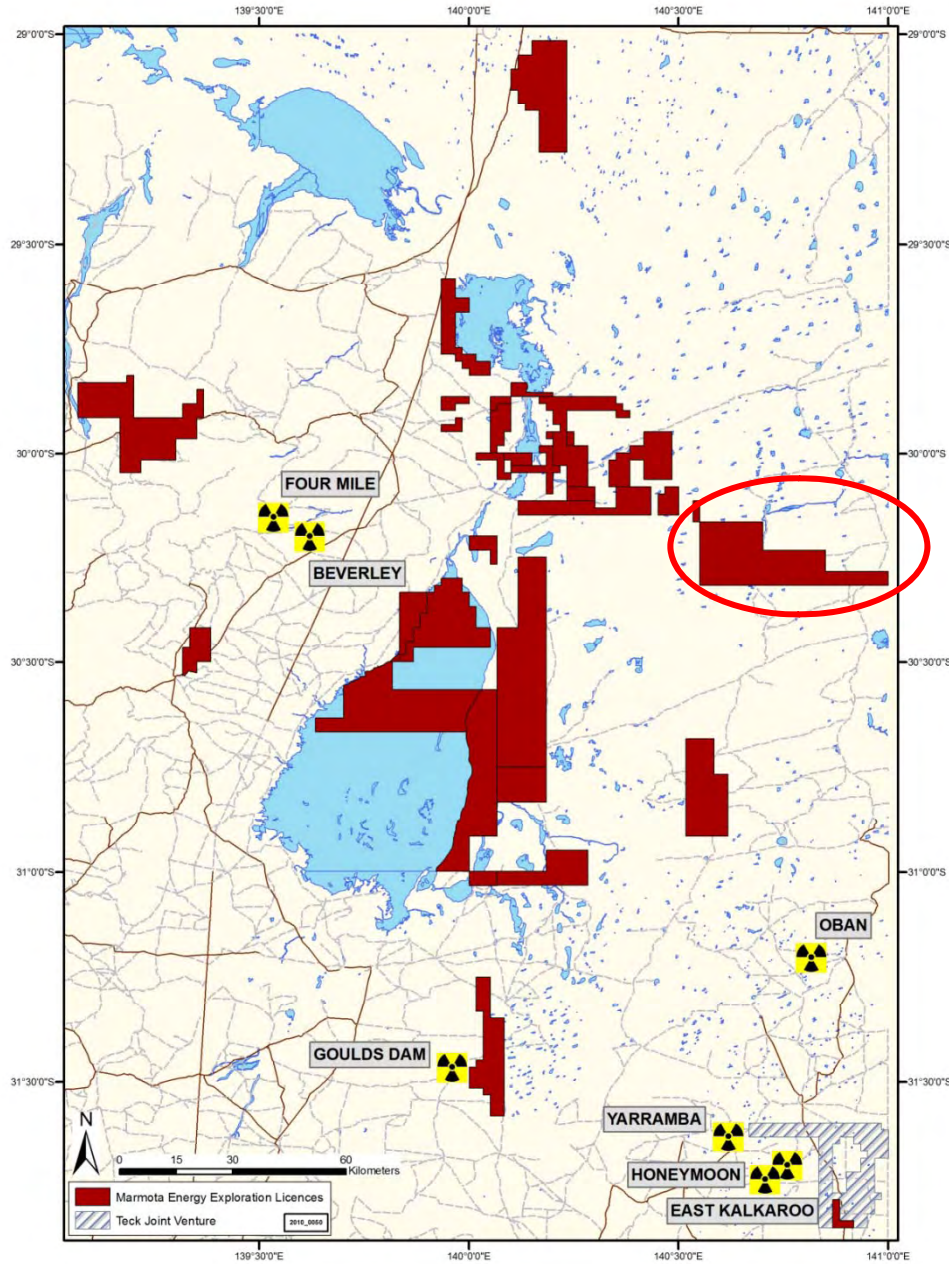 139°30'0"E 140°0'0"E 140°30'0"E 141°0'0"E
29°0'0"S 29°0'0"S
29°30'0"S 29°30'0"S
30°0'0"S 30°0'0"S
FOUR MILE
BEVERLEY
30°30'0"S 30°30'0"S
31°0'0"S 31°0'0"S
OBAN
GOULDS DAM
31°30'0"S 31°30'0"S
YARRAMBA
HONEYMOON
EAST KALKAROO
N
0 15 30 60
Kilometers
Marmota Energy Exploration Licences
Teck Joint Venture
2010_0050
139°30'0"E 140°0'0"E 140°30'0"E 141°0'0"E